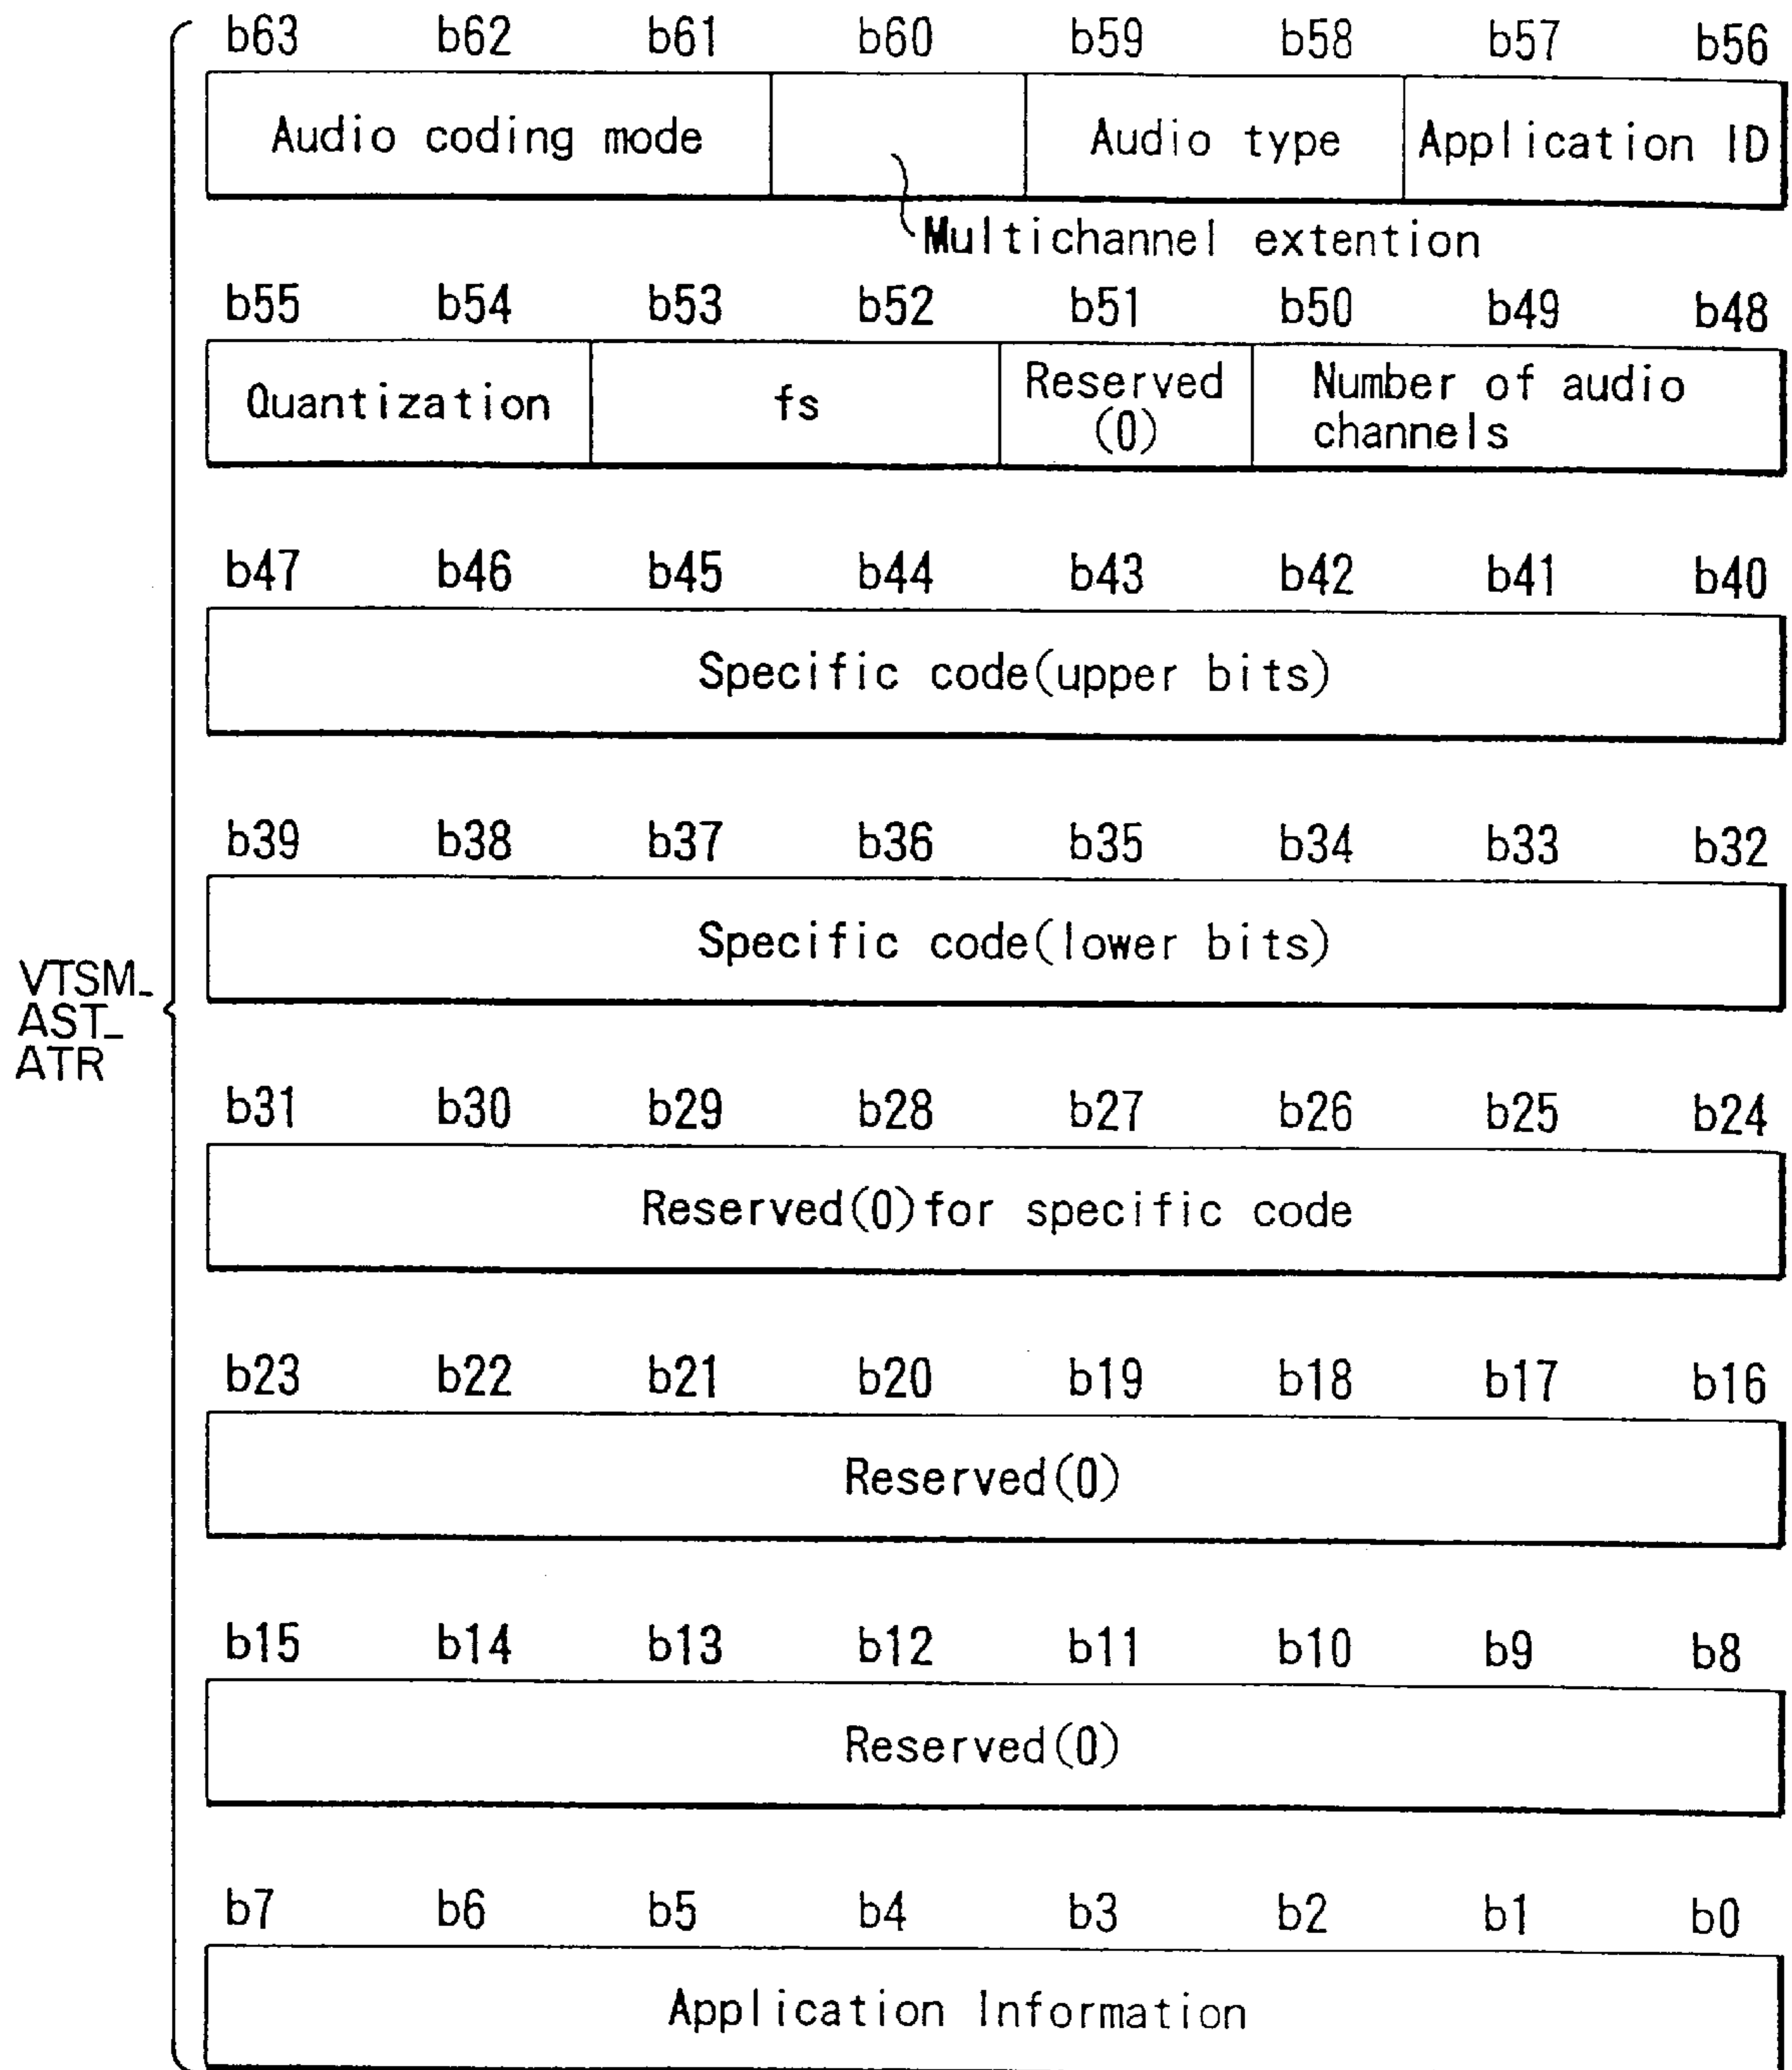 b63 b62 b61 b60 b59 b58 b57 b56
Audio coding mode Audio type Application ID
Multichannel extention
b55 b54 b53 b52 b51 b50 b49 b48
Quantization fs Reserved (0) Number of audio channels
b47 b46 b45 b44 b43 b42 b41 b40
Specific code(upper bits)
b39 b38 b37 b36 b35 b34 b33 b32
Specific code(lower bits)
VTSM_
AST_
ATR
b31 b30 b29 b28 b27 b26 b25 b24
Reserved(0)for specific code
b23 b22 b21 b20 b19 b18 b17 b16
Reserved(0)
b15 b14 b13 b12 b11 b10 b9 b8
Reserved(0)
b7 b6 b5 b4 b3 b2 b1 b0
Application Information